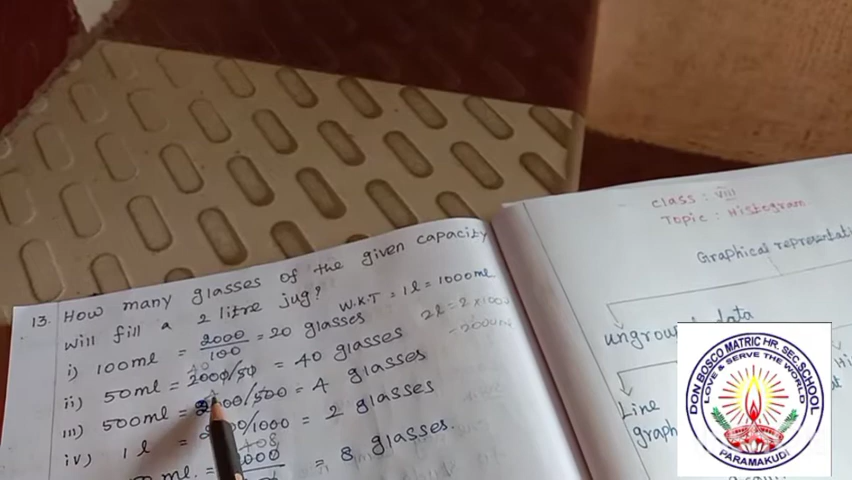 13. How many glasses of the given capacity
will fill a 2 litre jug?
W.K.T = 1l = 1000ml
2l = 2 x 1000
= 2000ml
i) 100ml = 2000/100 = 20 glasses
40
ii) 50ml = 2000/50 = 40 glasses
iii) 500ml = 2000/500 = 4 glasses
iv) 1l = 2000/1000 = 2 glasses
ml. = = 8 glasses.
Class : VIII
Topic : Histogram
Graphical representati
ungrouped data
Line
graph
DON BOSCO MATRIC HR. SEC SCHOOL
LOVE & SERVE THE WORLD
PARAMAKUDI